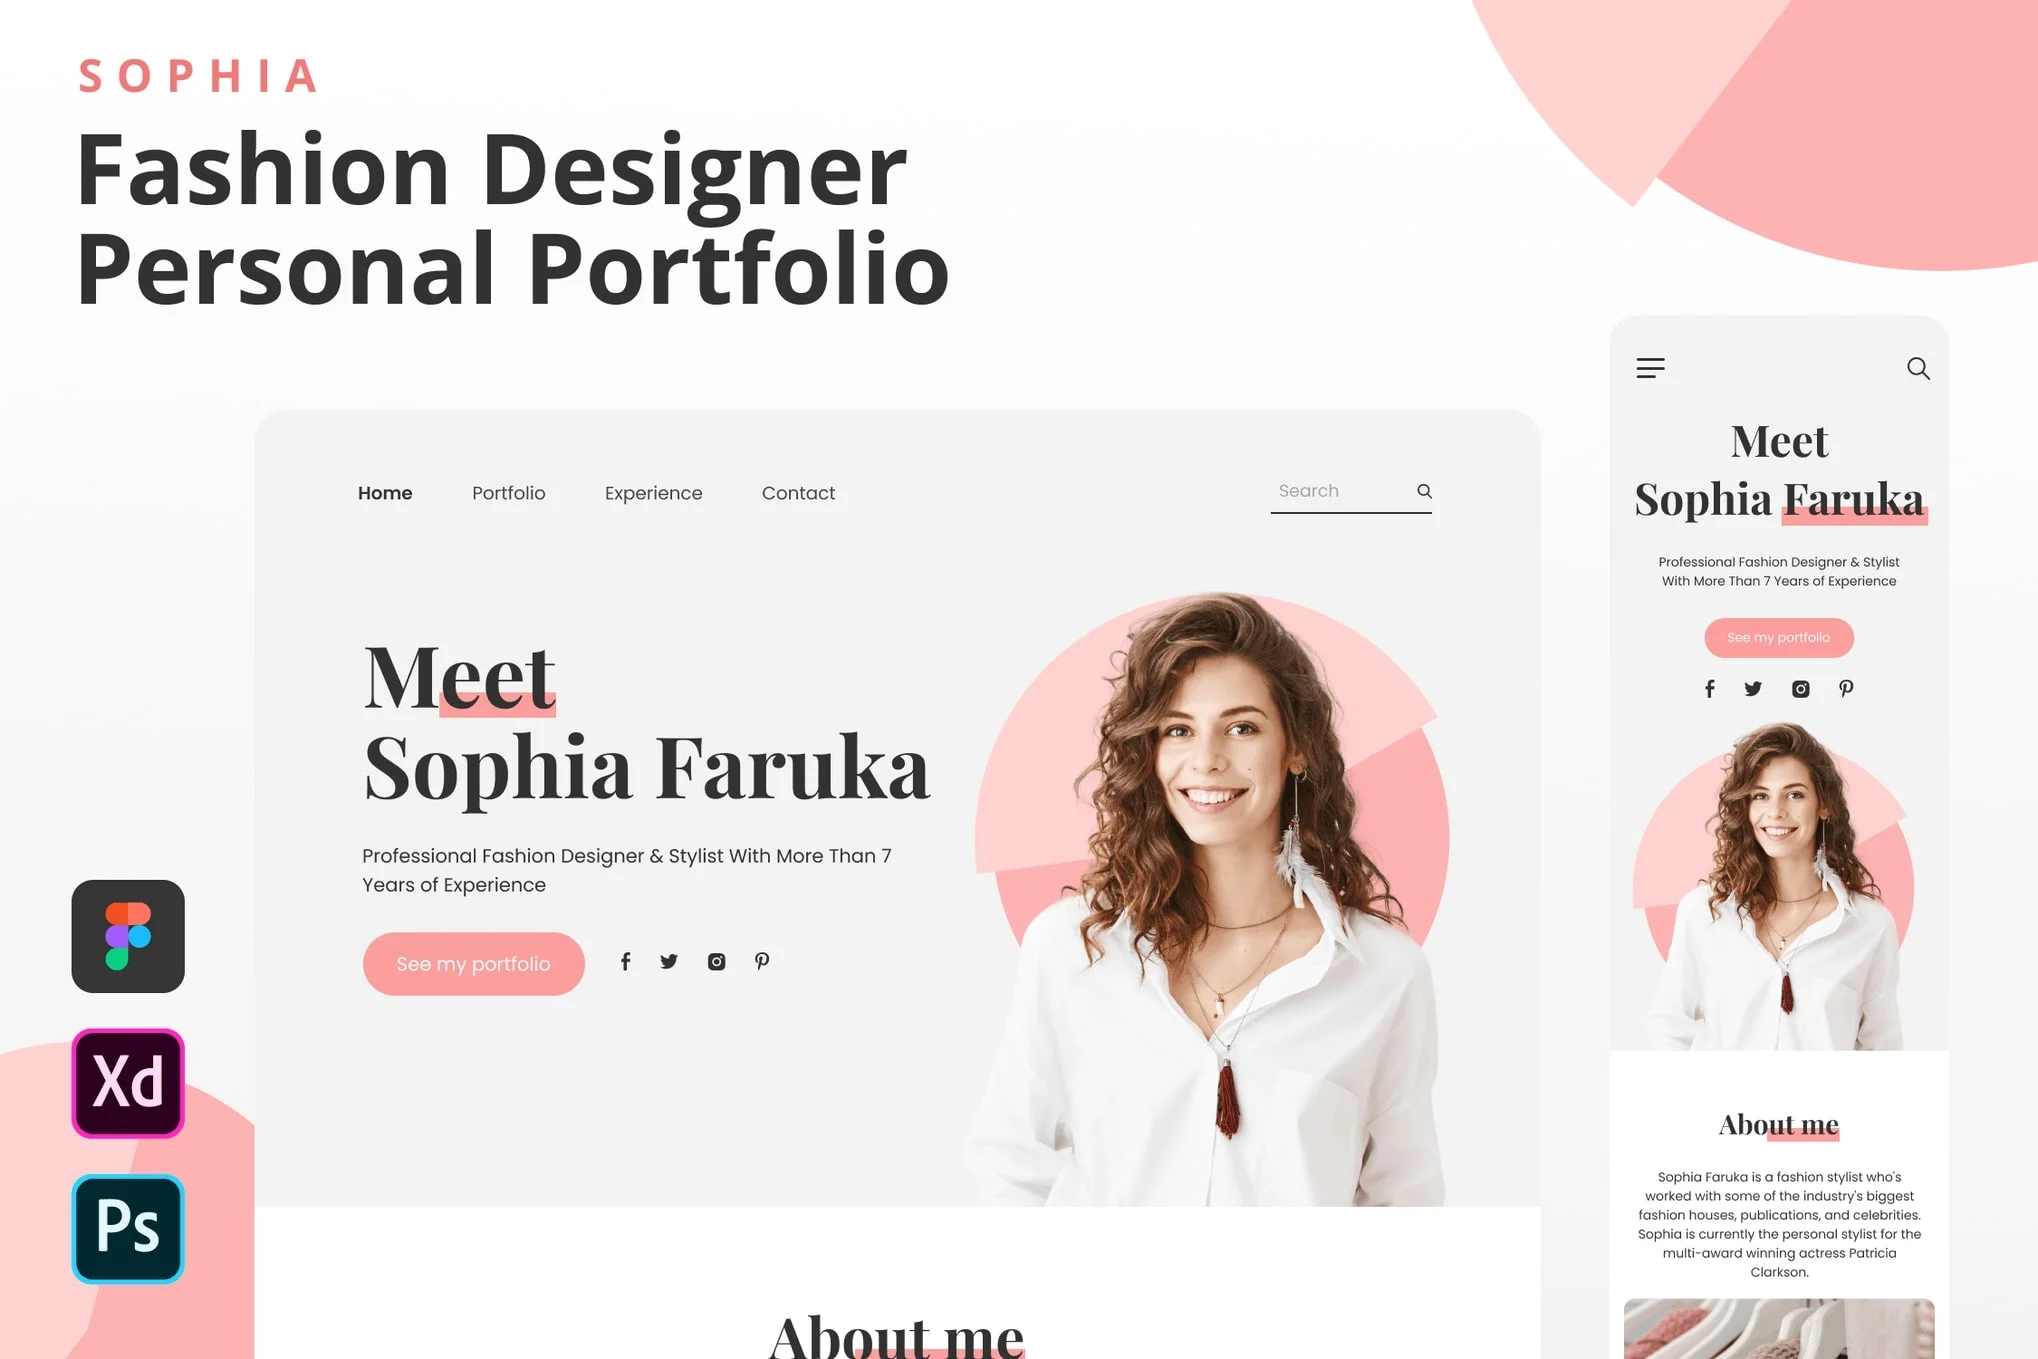 SOPHIA
Fashion Designer
Personal Portfolio
Home Portfolio Experience Contact Search
Meet
Sophia Faruka
Professional Fashion Designer & Stylist With More Than 7
Years of Experience
See my portfolio
About me
Meet
Sophia Faruka
Professional Fashion Designer & Stylist
With More Than 7 Years of Experience
See my portfolio
About me
Sophia Faruka is a fashion stylist who's
worked with some of the industry's biggest
fashion houses, publications, and celebrities.
Sophia is currently the personal stylist for the
multi-award winning actress Patricia
Clarkson.
Xd
Ps